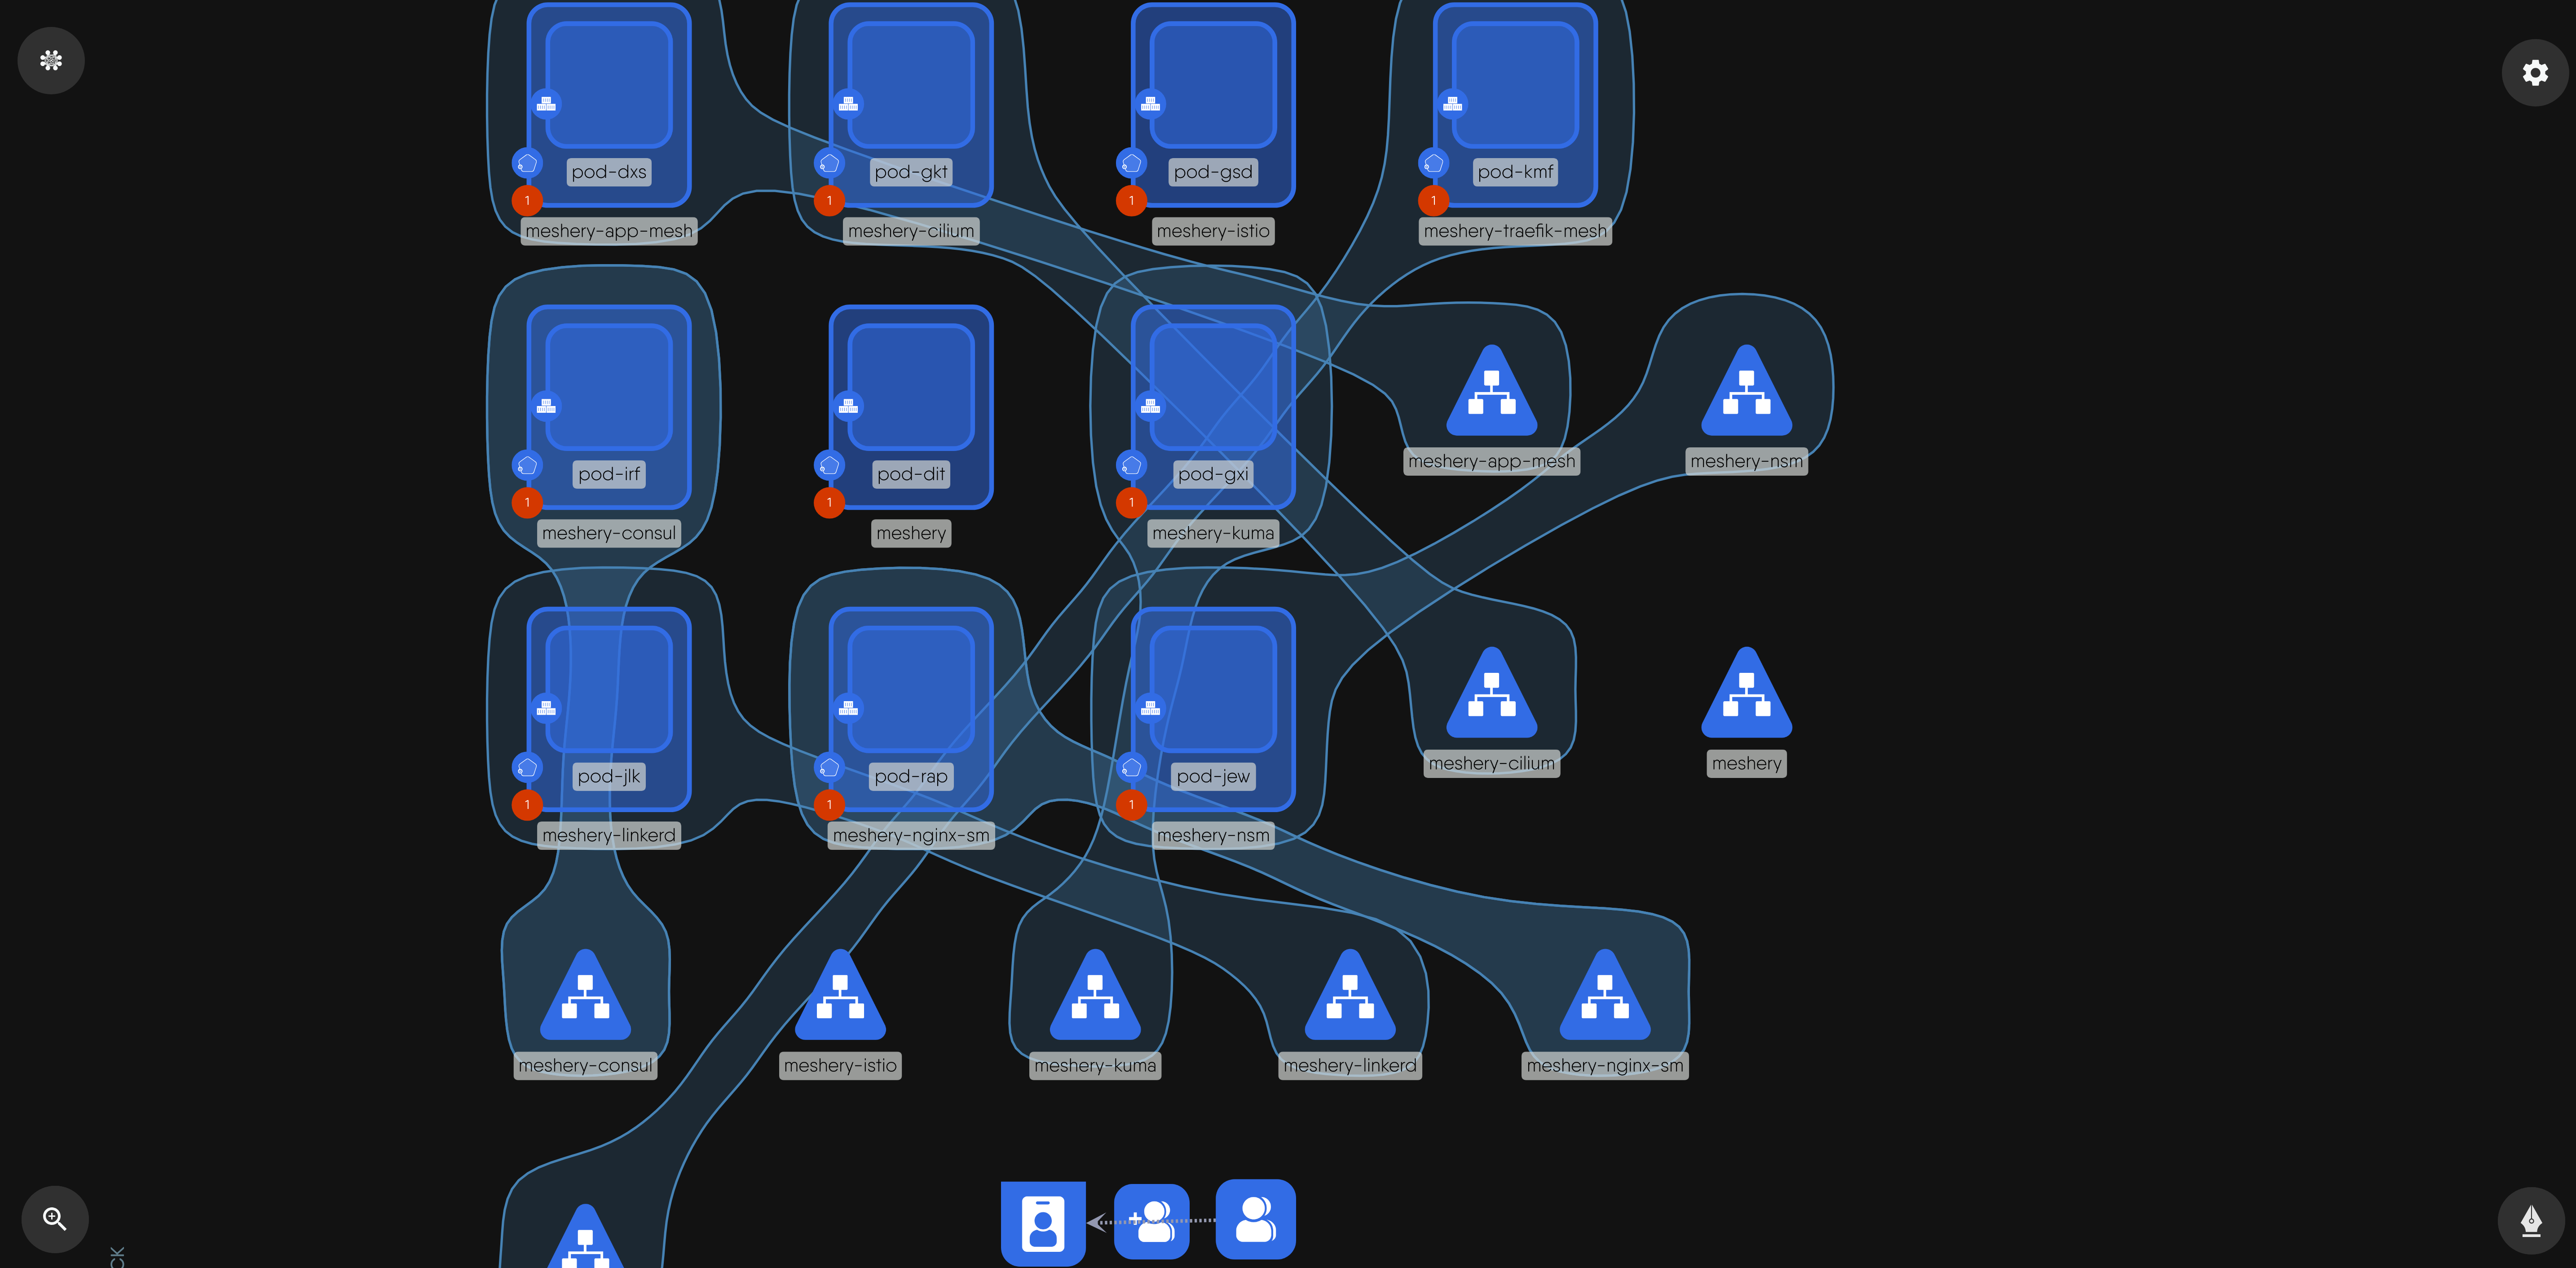 pod-dxs
pod-gkt
pod-gsd
pod-kmf
1
1
1
1
meshery-app-mesh
meshery-cilium
meshery-istio
meshery-traefik-mesh
pod-irf
pod-dit
pod-gxi
meshery-app-mesh
meshery-nsm
1
1
1
meshery-consul
meshery
meshery-kuma
pod-jlk
pod-rap
pod-jew
meshery-cilium
meshery
1
1
1
meshery-linkerd
meshery-nginx-sm
meshery-nsm
meshery-consul
meshery-istio
meshery-kuma
meshery-linkerd
meshery-nginx-sm
CK